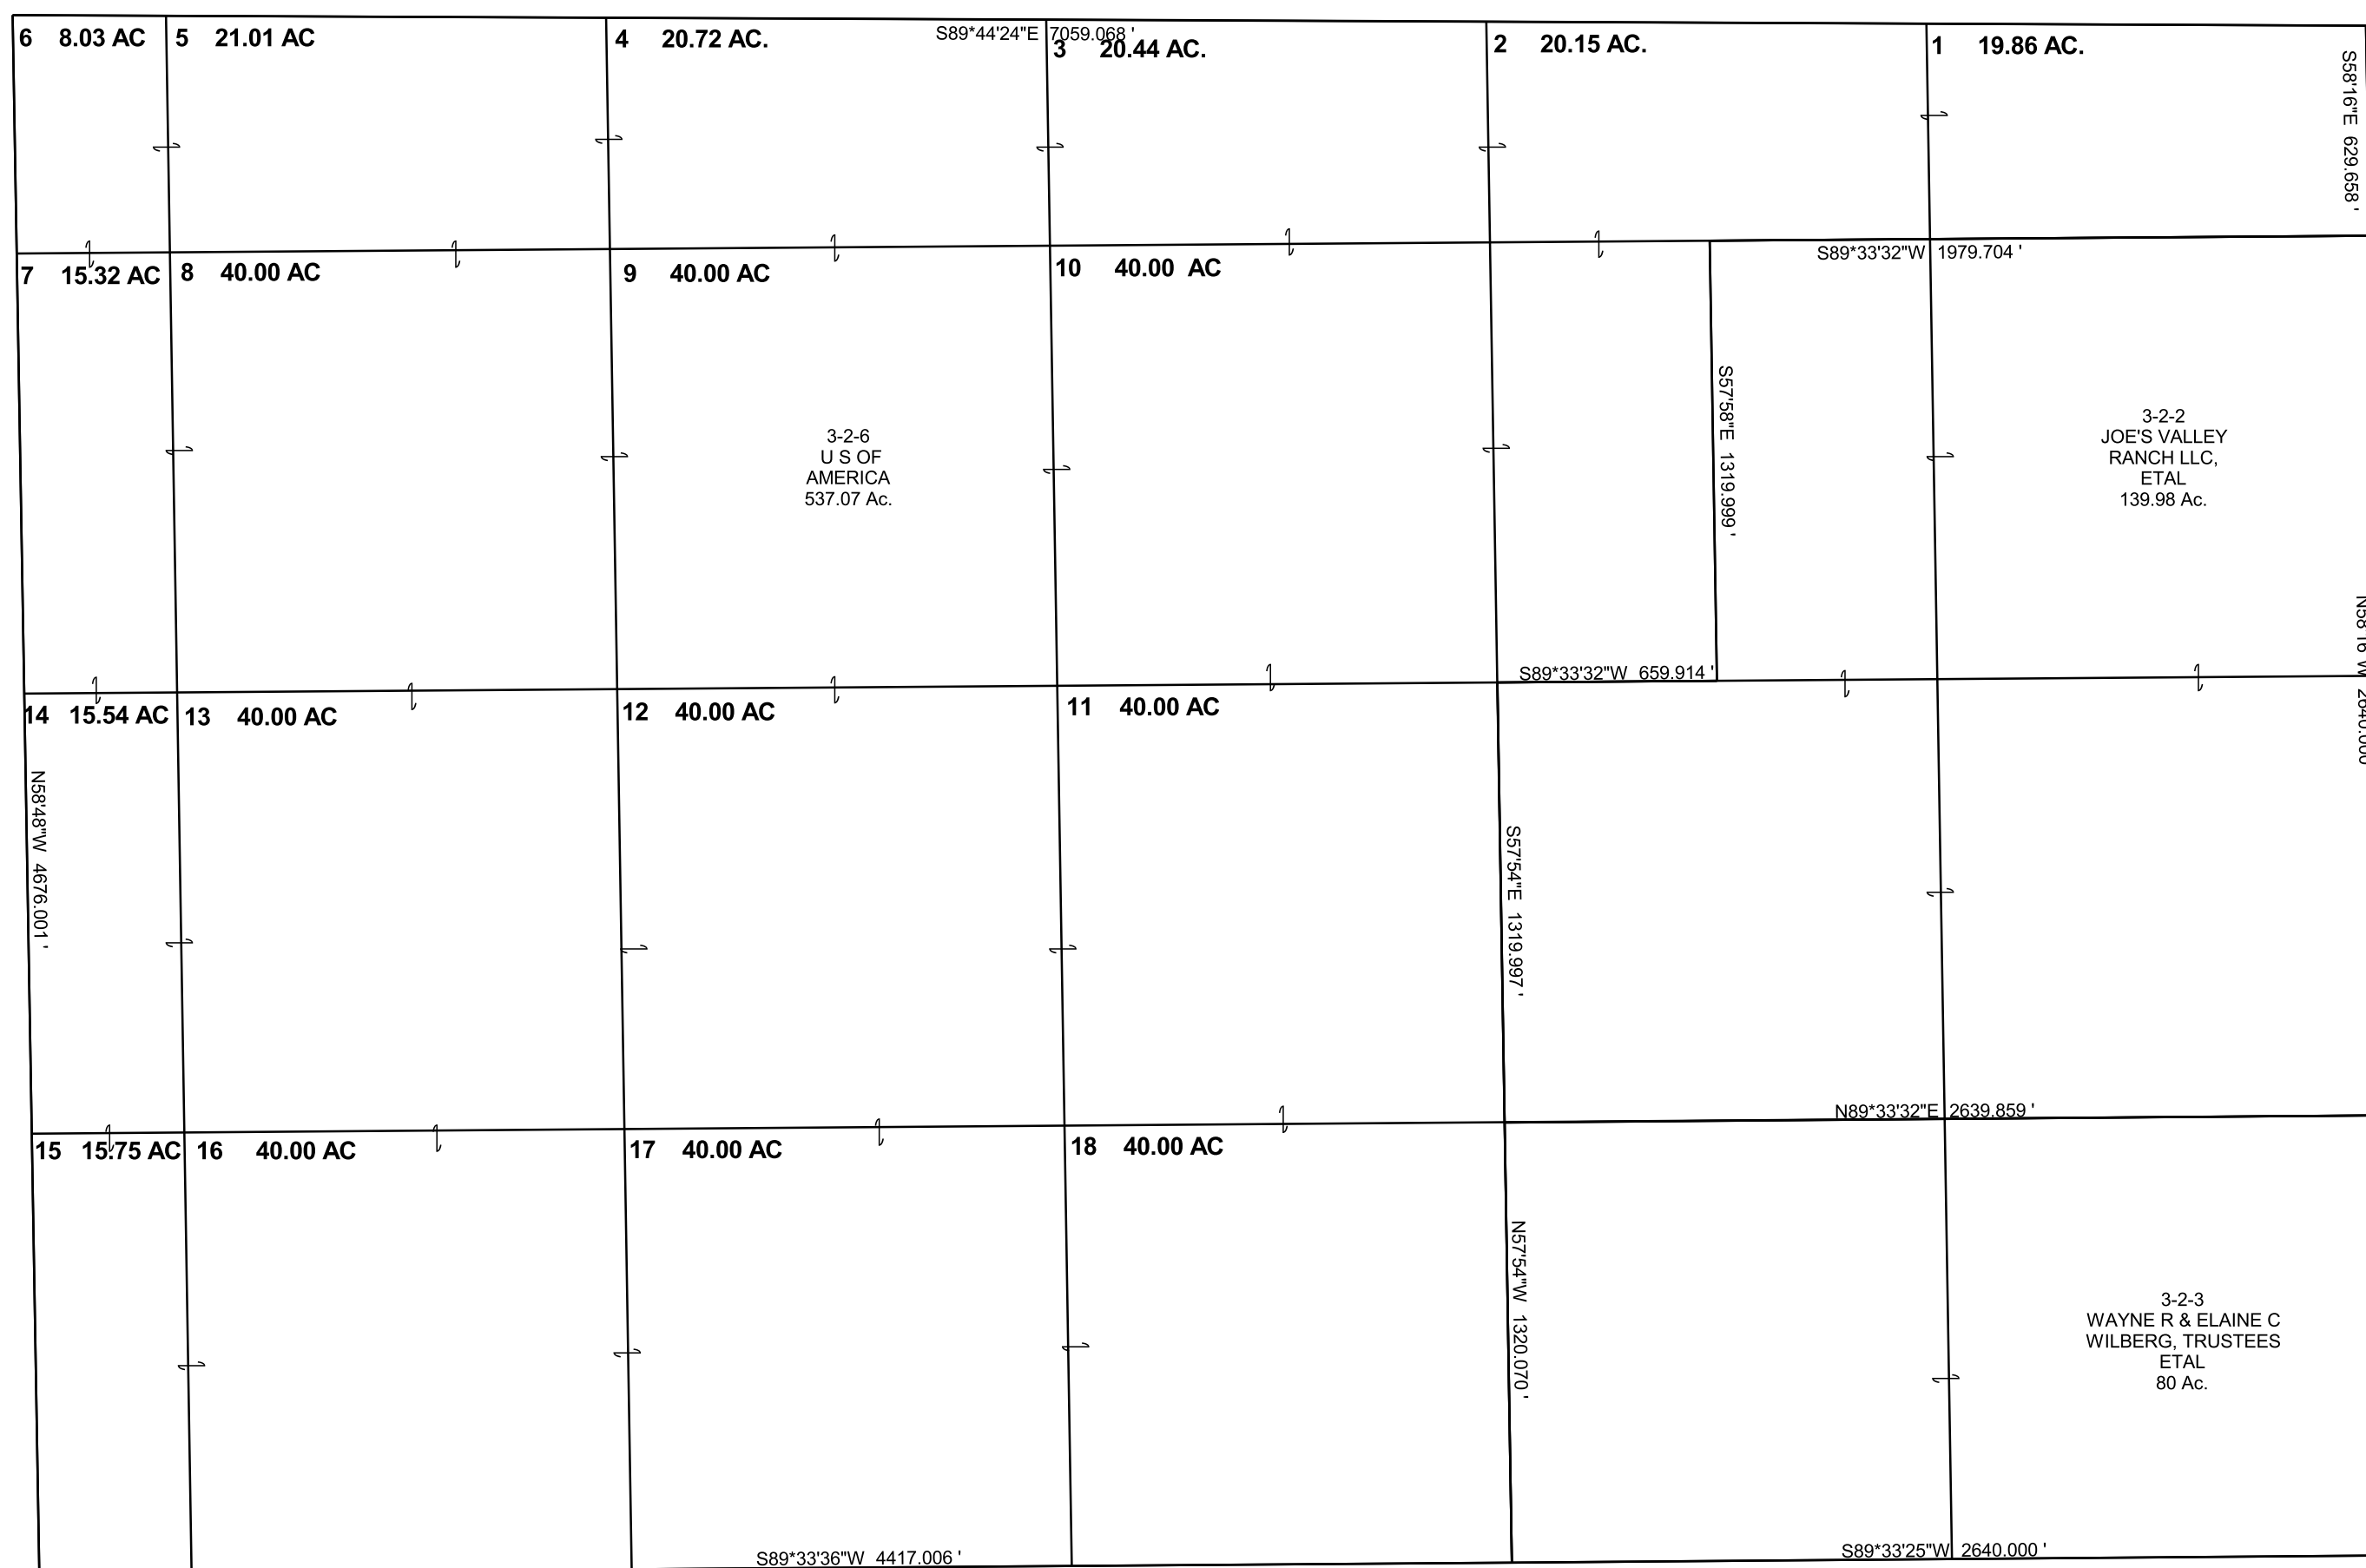 6 8.03 AC
5 21.01 AC
4 20.72 AC.
S89*44'24"E 7059.068 '
3 20.44 AC.
2 20.15 AC.
1 19.86 AC.
S58'16"E 629.658 '
7 15.32 AC
8 40.00 AC
9 40.00 AC
10 40.00 AC
S89*33'32"W 1979.704 '
3-2-6
U S OF
AMERICA
537.07 Ac.
S57'58"E 1319.999 '
3-2-2
JOE'S VALLEY
RANCH LLC,
ETAL
139.98 Ac.
N58'16"W 2640.000
S89*33'32"W 659.914 '
14 15.54 AC
13 40.00 AC
12 40.00 AC
11 40.00 AC
N58'48"W 4676.001 '
S57'54"E 1319.997 '
N89*33'32"E 2639.859 '
15 15.75 AC
16 40.00 AC
17 40.00 AC
18 40.00 AC
N57'54"W 1320.070 '
3-2-3
WAYNE R & ELAINE C
WILBERG, TRUSTEES
ETAL
80 Ac.
S89*33'36"W 4417.006 '
S89*33'25"W 2640.000 '